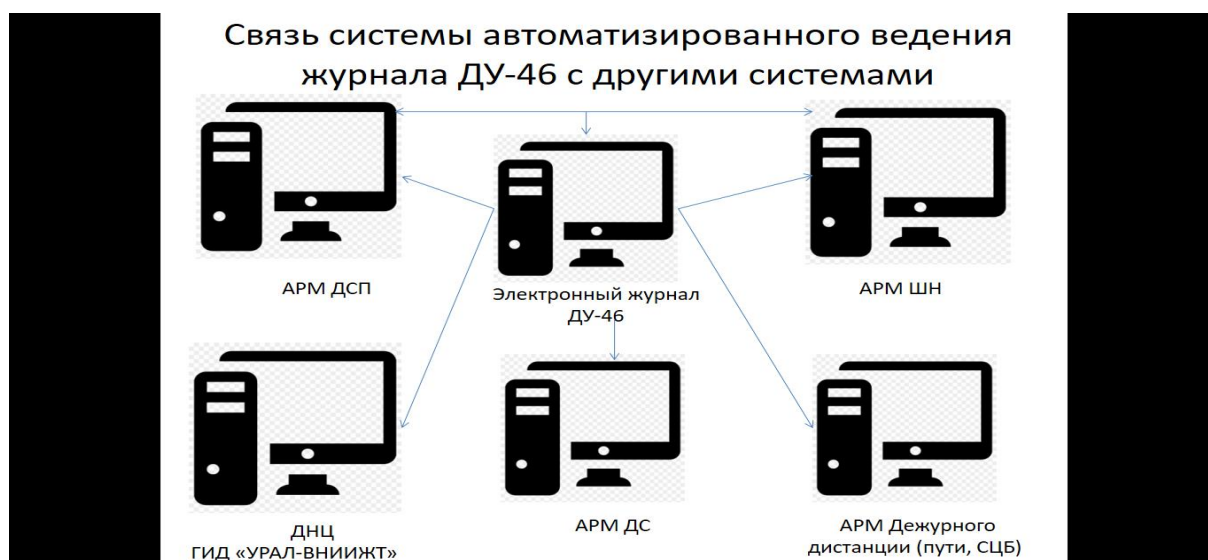 Связь системы автоматизированного ведения
журнала ДУ-46 с другими системами
АРМ ДСП
Электронный журнал
ДУ-46
АРМ ШН
ДНЦ
ГИД «УРАЛ-ВНИИЖТ»
АРМ ДС
АРМ Дежурного
дистанции (пути, СЦБ)